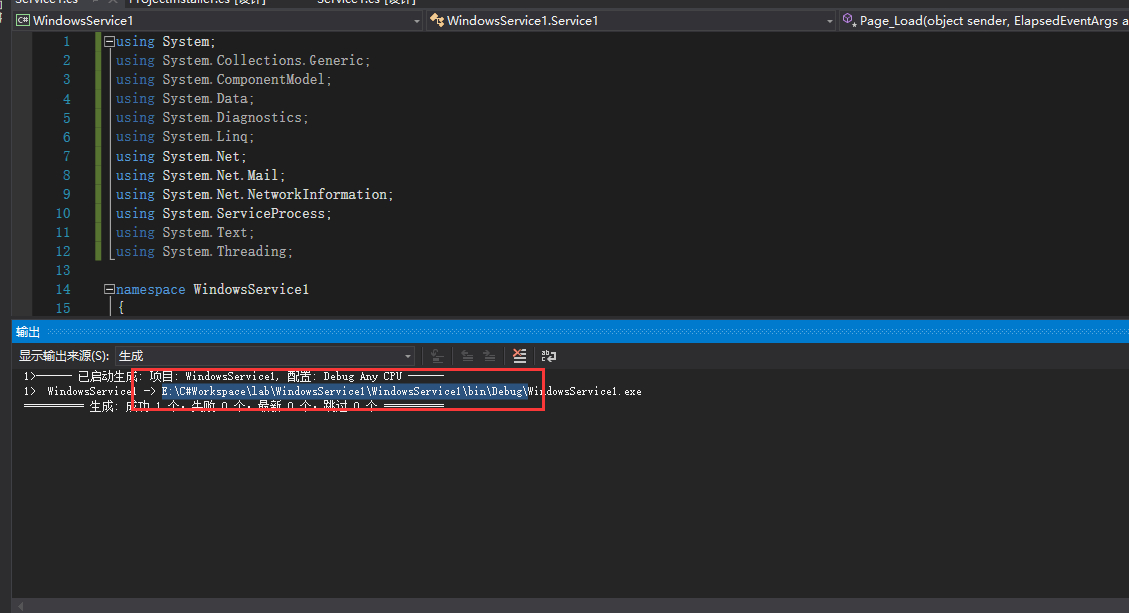 Service1.cs ProjectInstaller.cs [设计] Service1.cs [设计]
C# WindowsService1 WindowsService1.Service1 Page_Load(object sender, ElapsedEventArgs a
1 using System;
2 using System.Collections.Generic;
3 using System.ComponentModel;
4 using System.Data;
5 using System.Diagnostics;
6 using System.Linq;
7 using System.Net;
8 using System.Net.Mail;
9 using System.Net.NetworkInformation;
10 using System.ServiceProcess;
11 using System.Text;
12 using System.Threading;
13
14 namespace WindowsService1
15 {
输出
显示输出来源(S): 生成
1>------ 已启动生成: 项目: WindowsService1, 配置: Debug Any CPU ------
1> WindowsService1 -> E:\C#Workspace\lab\WindowsService1\WindowsService1\bin\Debug\WindowsService1.exe
========== 生成: 成功 1 个，失败 0 个，最新 0 个，跳过 0 个 ==========